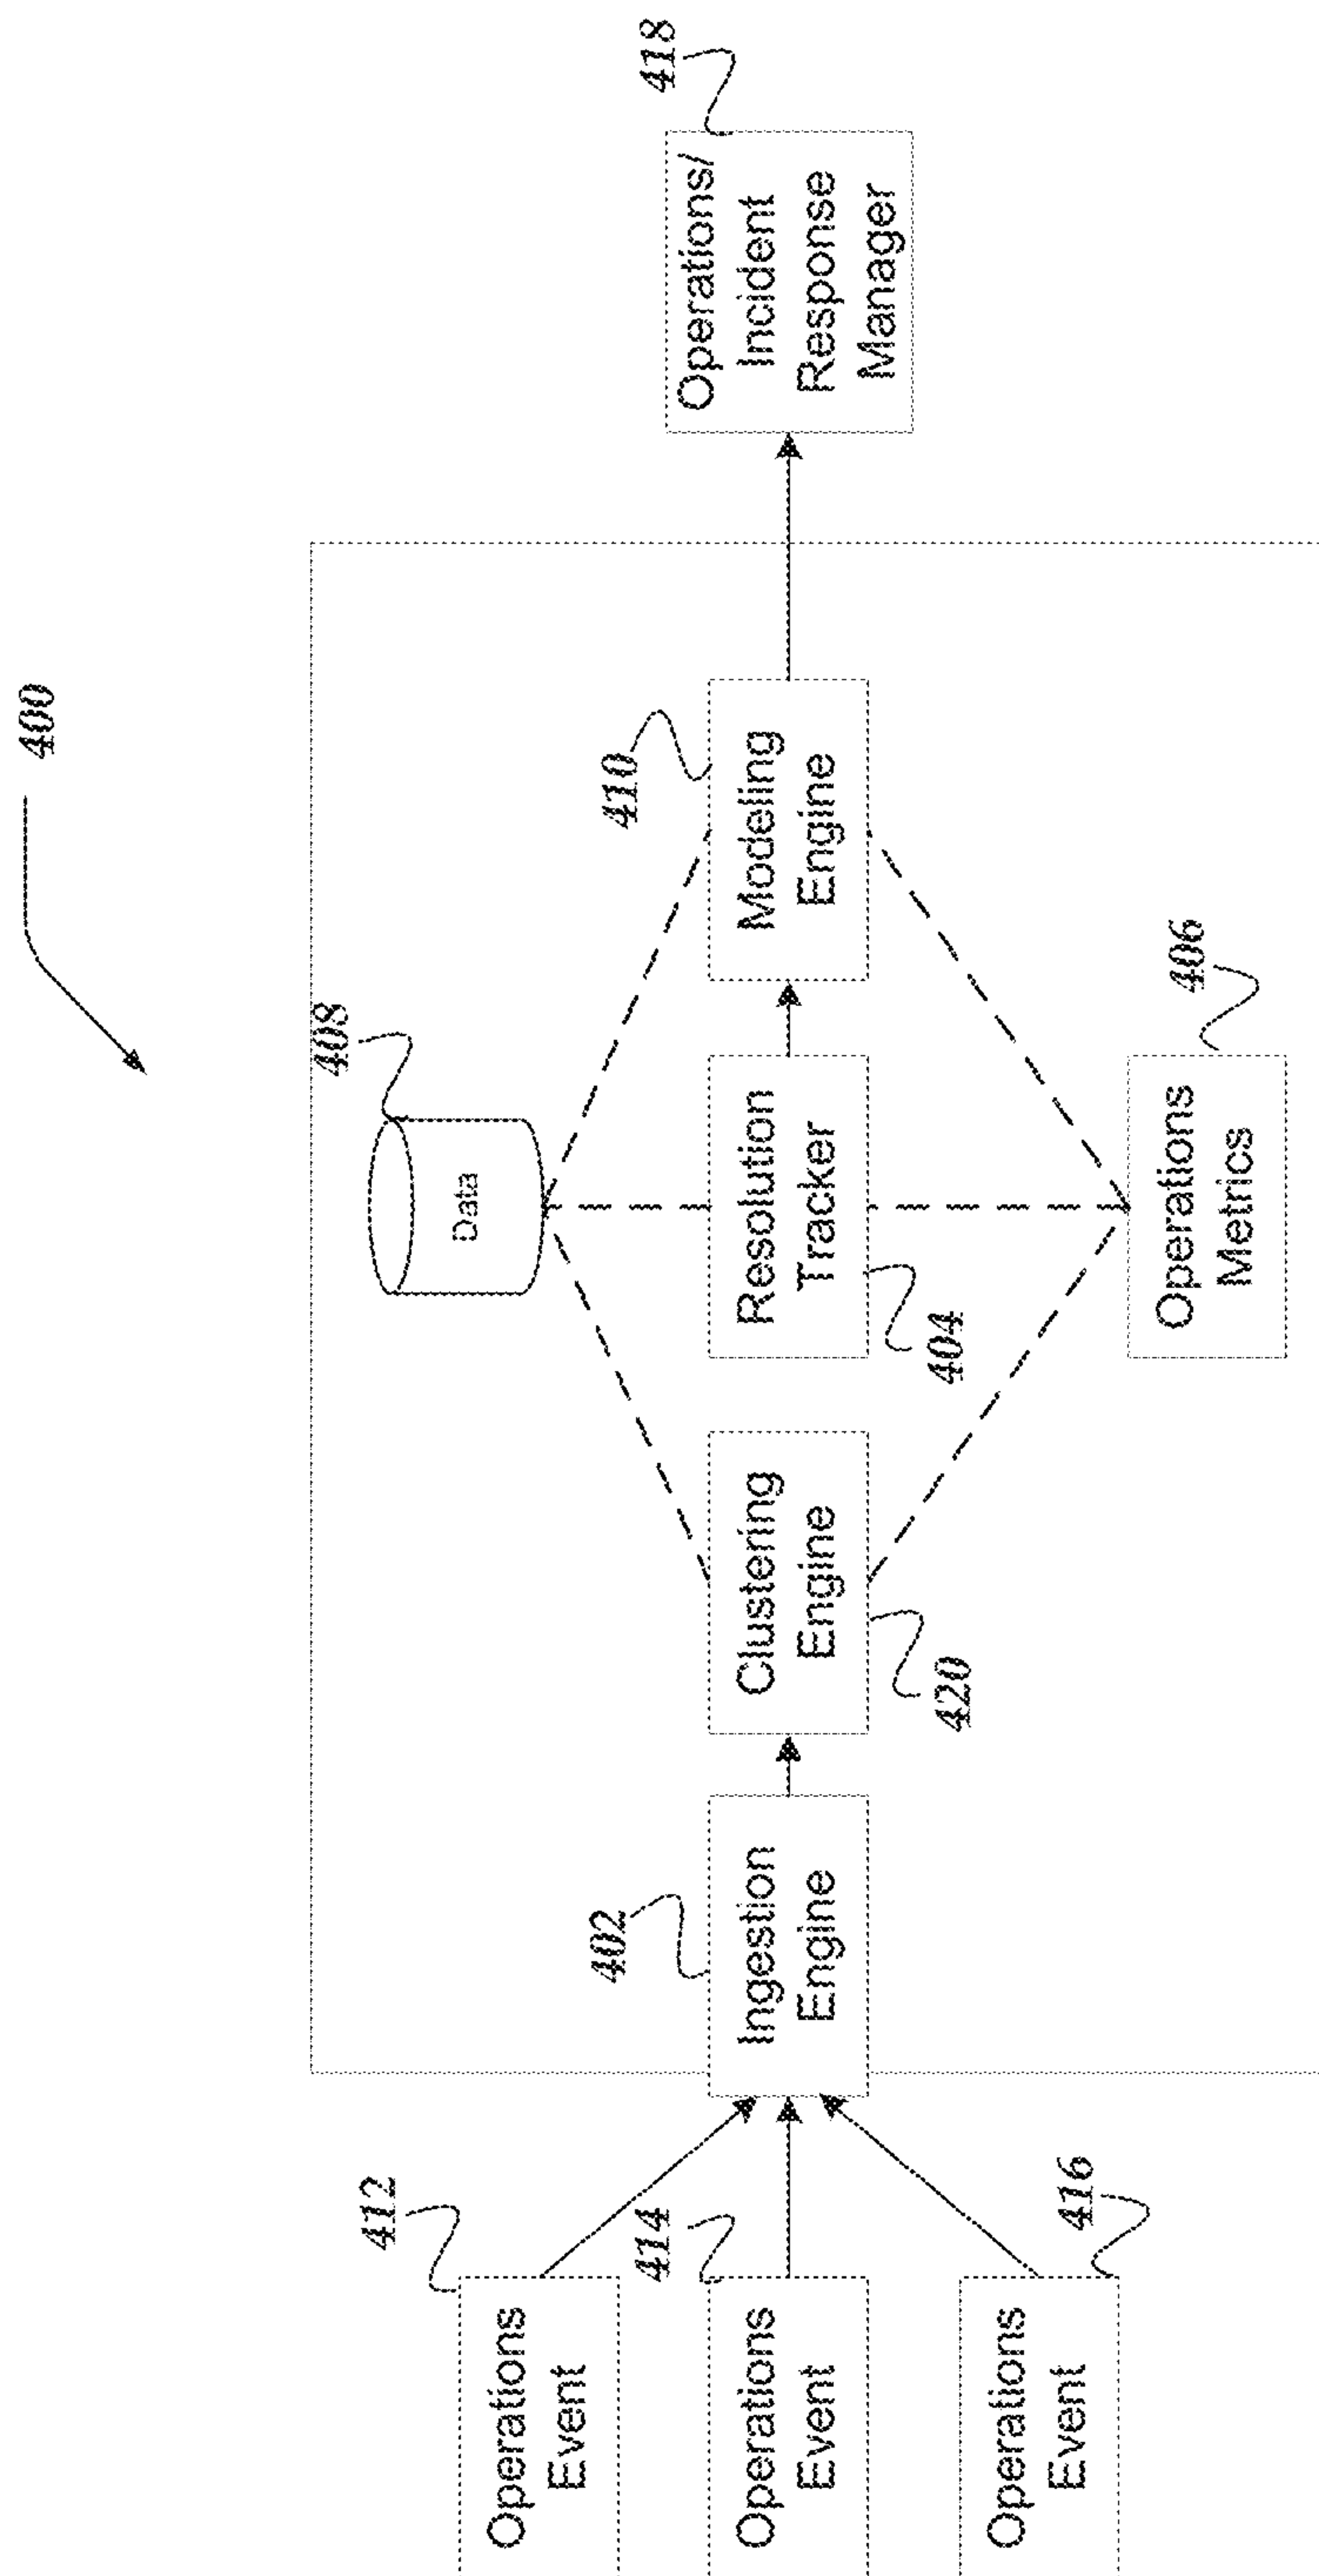 400
408
Data
412
Operations
Event
414
Operations
Event
416
Operations
Event
402
Ingestion
Engine
420
Clustering
Engine
404
Resolution
Tracker
410
Modeling
Engine
406
Operations
Metrics
418
Operations/
Incident
Response
Manager